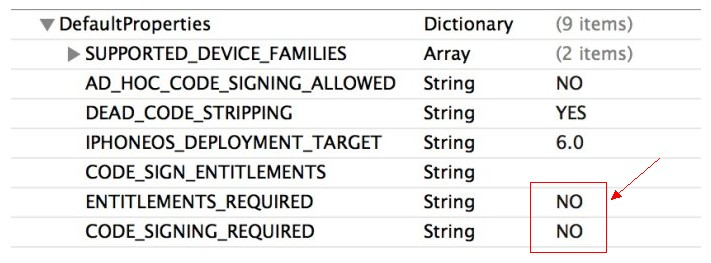 DefaultProperties Dictionary (9 items)
SUPPORTED_DEVICE_FAMILIES Array (2 items)
AD_HOC_CODE_SIGNING_ALLOWED String NO
DEAD_CODE_STRIPPING String YES
IPHONEOS_DEPLOYMENT_TARGET String 6.0
CODE_SIGN_ENTITLEMENTS String
ENTITLEMENTS_REQUIRED String NO
CODE_SIGNING_REQUIRED String NO